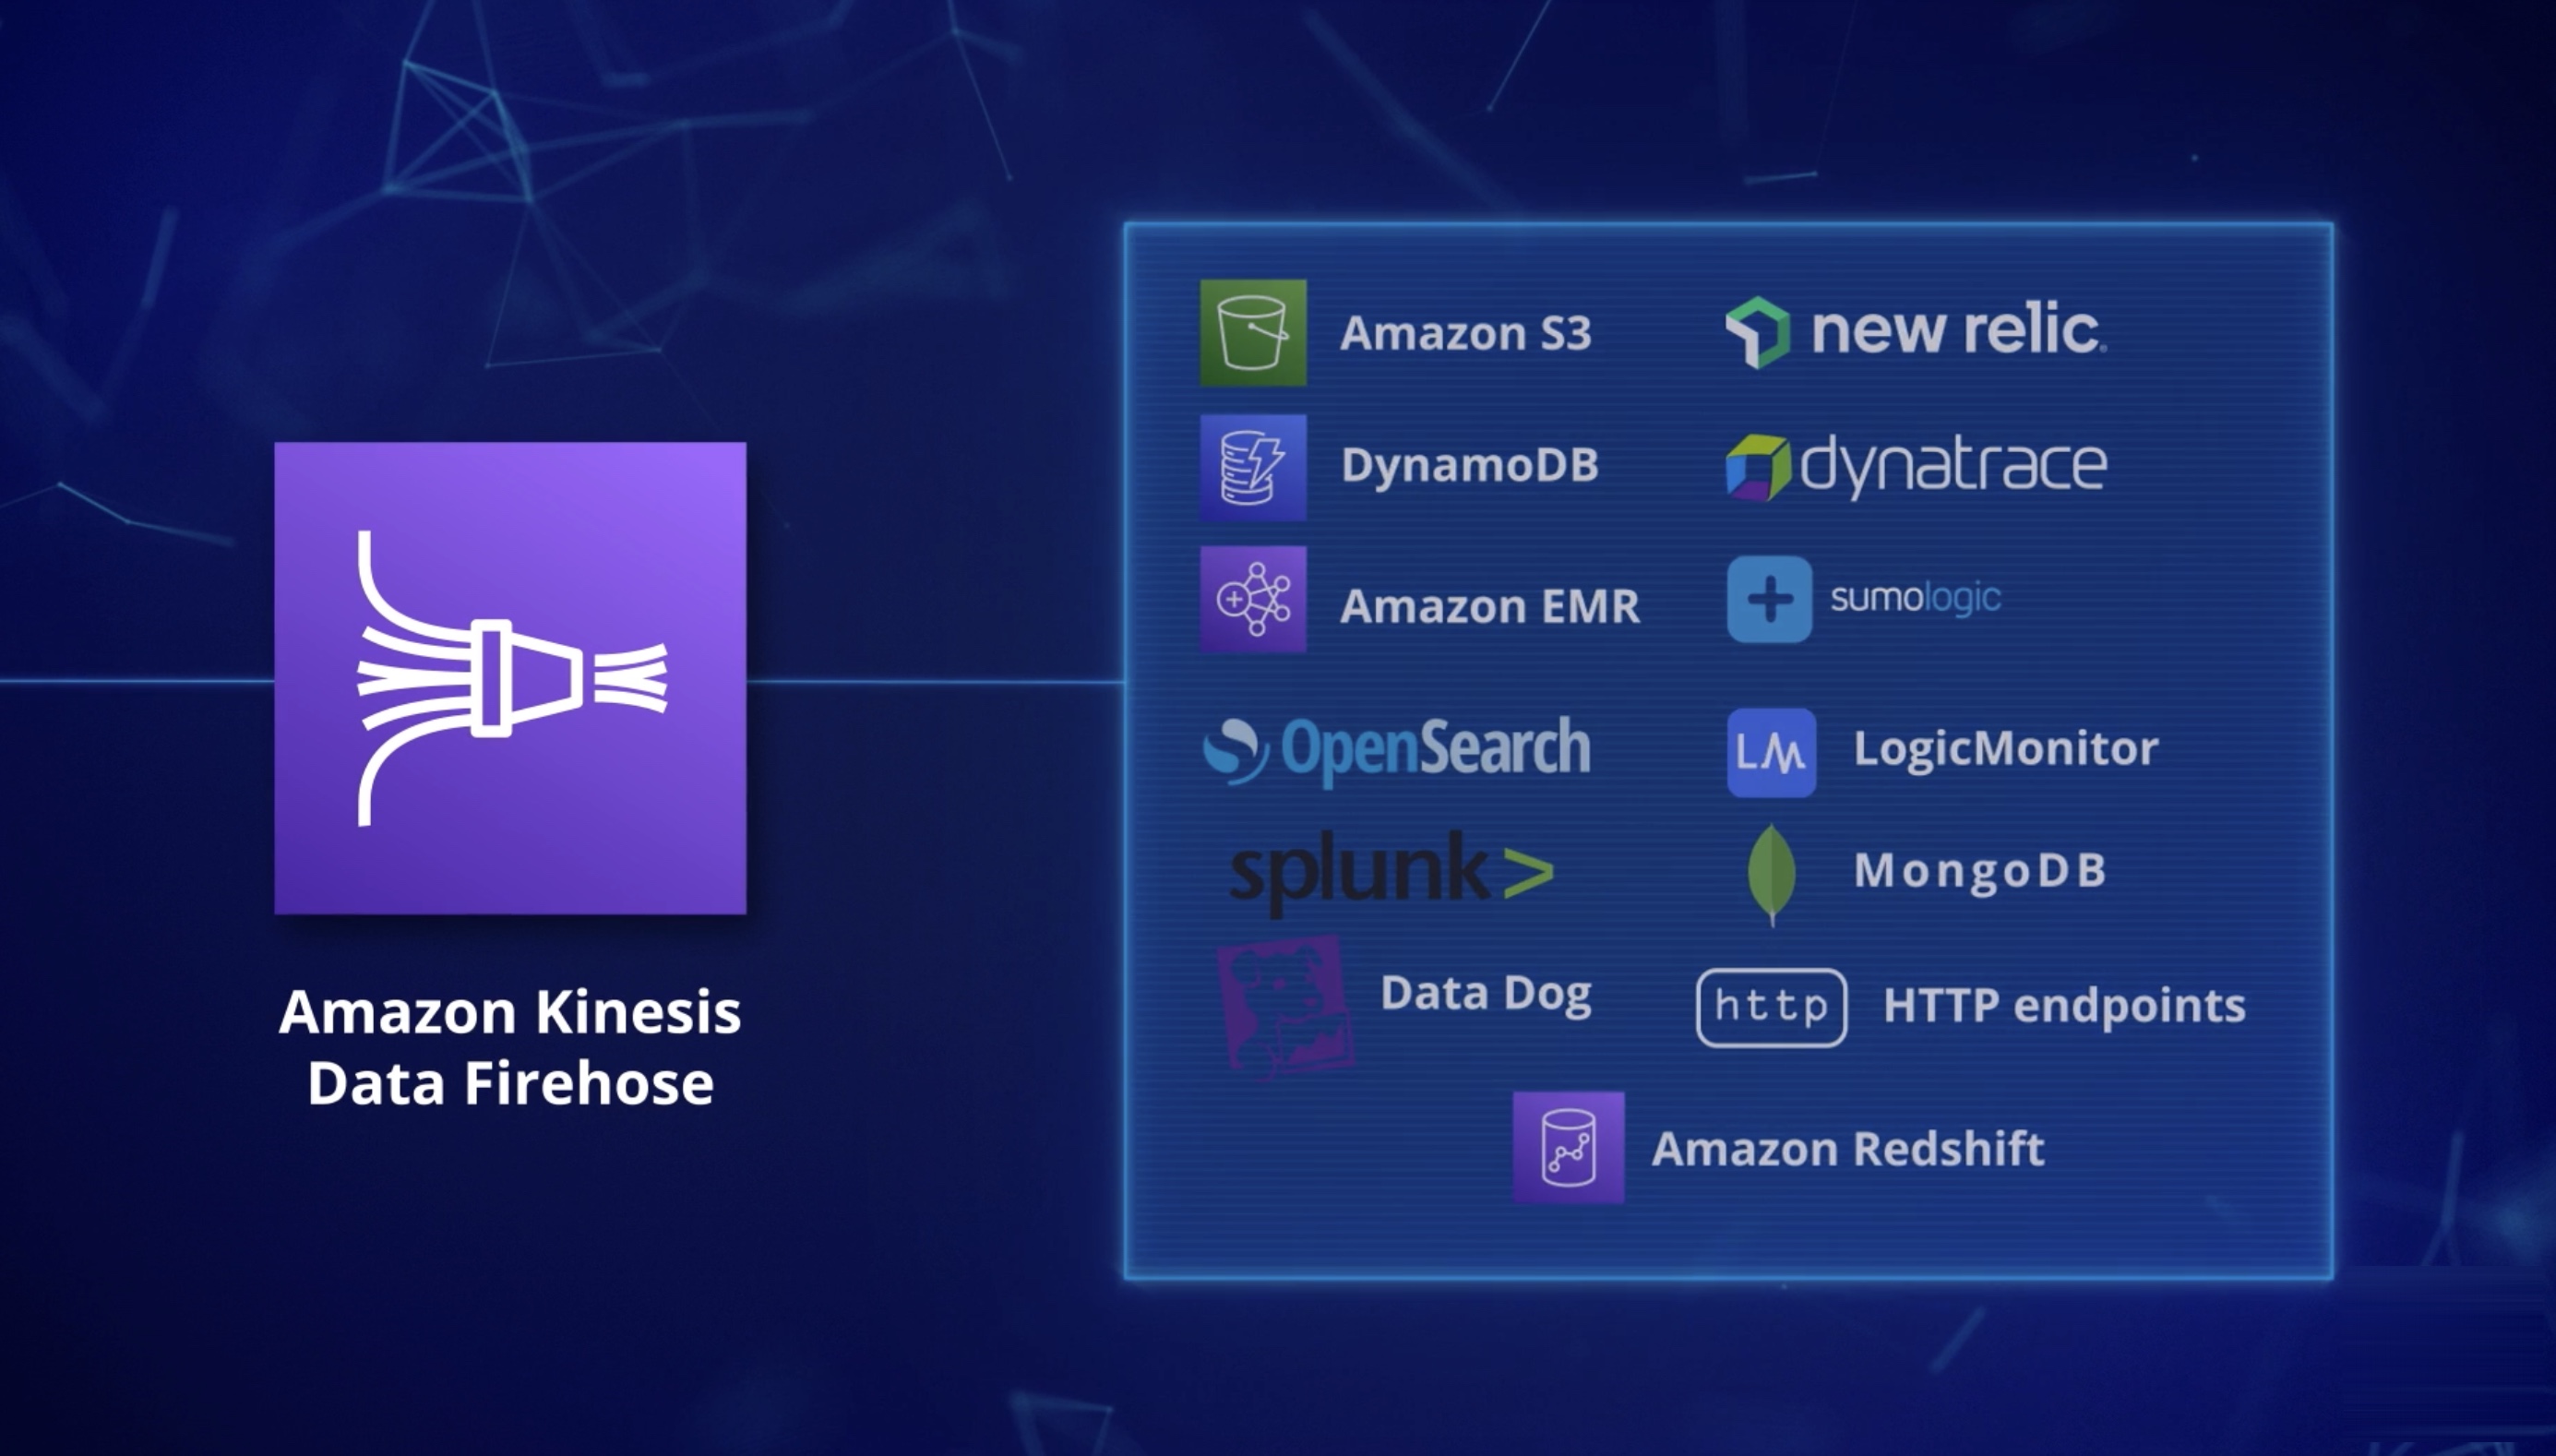 Amazon Kinesis
Data Firehose
Amazon S3
DynamoDB
Amazon EMR
OpenSearch
splunk>
Data Dog
new relic
dynatrace
sumologic
LM LogicMonitor
MongoDB
http HTTP endpoints
Amazon Redshift